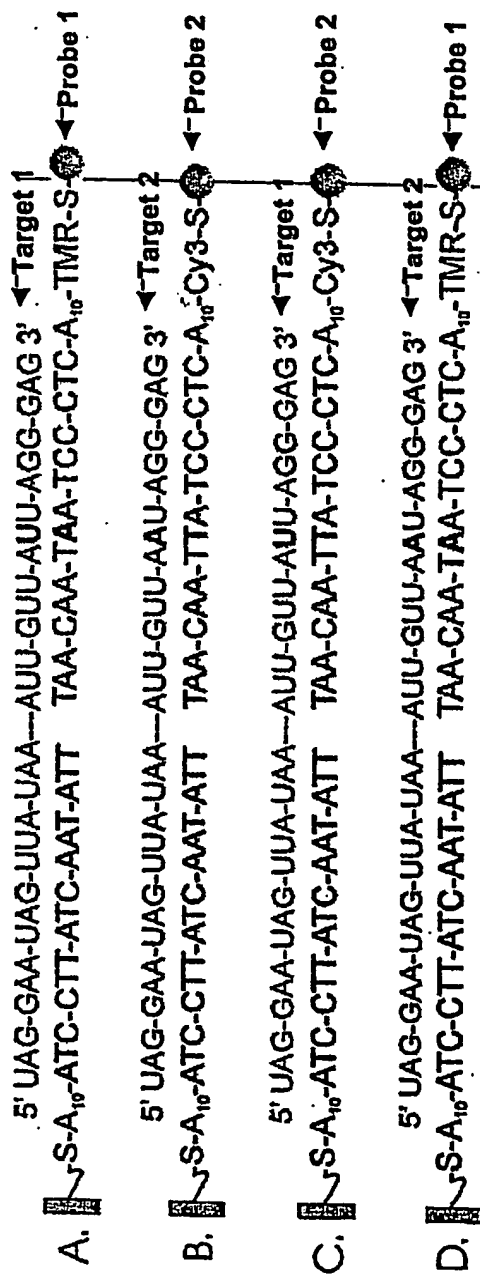 5' UAG-GAA-UAG-UUA-UAA---AUU-GUU-AUU-AGG-GAG 3' Target 1
A. S-A10-ATC-CTT-ATC-AAT-ATT TAA-CAA-TAA-TCC-CTC-A10-TMR-S- Probe 1
5' UAG-GAA-UAG-UUA-UAA---AUU-GUU-AAU-AGG-GAG 3' Target 2
B. S-A10-ATC-CTT-ATC-AAT-ATT TAA-CAA-TTA-TCC-CTC-A10-Cy3-S- Probe 2
5' UAG-GAA-UAG-UUA-UAA---AUU-GUU-AUU-AGG-GAG 3' Target 1
C. S-A10-ATC-CTT-ATC-AAT-ATT TAA-CAA-TTA-TCC-CTC-A10-Cy3-S- Probe 2
5' UAG-GAA-UAG-UUA-UAA---AUU-GUU-AAU-AGG-GAG 3' Target 2
D. S-A10-ATC-CTT-ATC-AAT-ATT TAA-CAA-TAA-TCC-CTC-A10-TMR-S- Probe 1